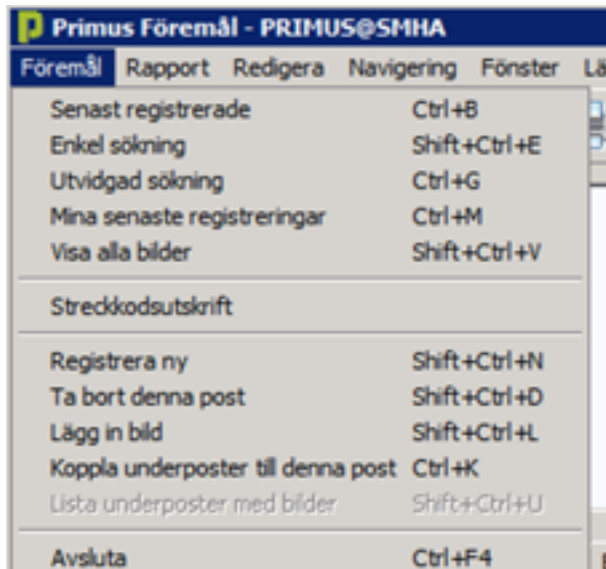 Primus Föremål - PRIMUS@SMHA
Föremål Rapport Redigera Navigering Fönster
Senast registrerade Ctrl+B
Enkel sökning Shift+Ctrl+E
Utvidgad sökning Ctrl+G
Mina senaste registreringar Ctrl+M
Visa alla bilder Shift+Ctrl+V
Streckkodsutskrift
Registrera ny Shift+Ctrl+N
Ta bort denna post Shift+Ctrl+D
Lägg in bild Shift+Ctrl+L
Koppla underposter till denna post Ctrl+K
Lista underposter med bilder Shift+Ctrl+U
Avsluta Ctrl+F4